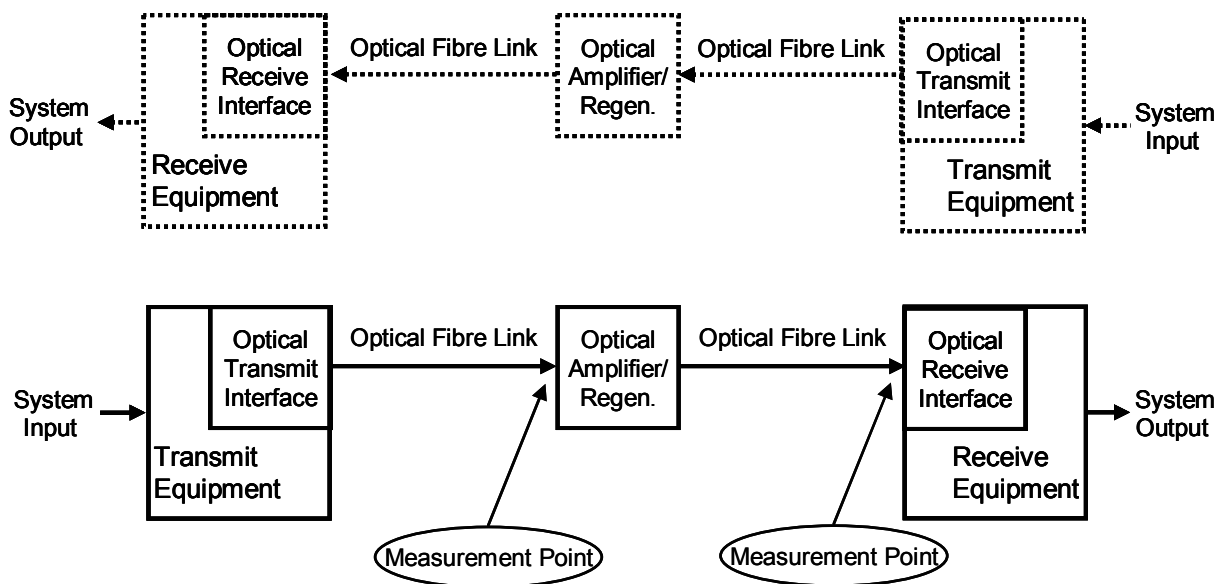 System
Output
Optical
Receive
Interface
Receive
Equipment
Optical Fibre Link
Optical
Amplifier/
Regen.
Optical Fibre Link
Optical
Transmit
Interface
Transmit
Equipment
System
Input
System
Input
Optical
Transmit
Interface
Transmit
Equipment
Optical Fibre Link
Optical
Amplifier/
Regen.
Optical Fibre Link
Optical
Receive
Interface
Receive
Equipment
System
Output
Measurement Point
Measurement Point